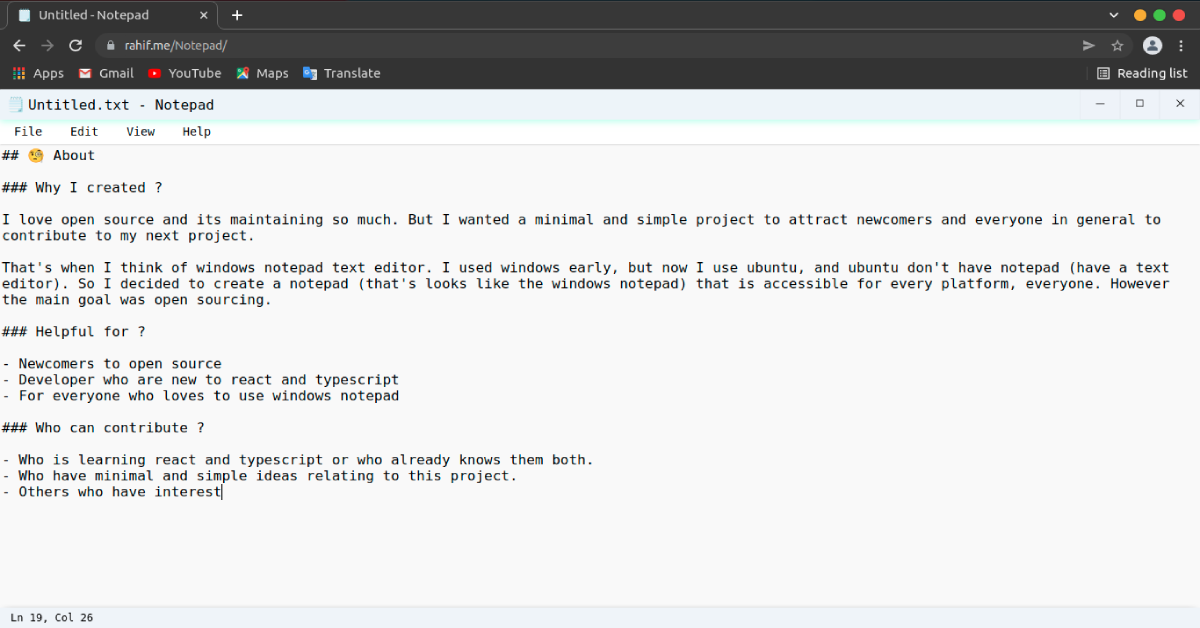 Untitled - Notepad
rahif.me/Notepad/
Apps Gmail YouTube Maps Translate Reading list
Untitled.txt - Notepad
File Edit View Help
## 🧐 About
### Why I created ?
I love open source and its maintaining so much. But I wanted a minimal and simple project to attract newcomers and everyone in general to
contribute to my next project.
That's when I think of windows notepad text editor. I used windows early, but now I use ubuntu, and ubuntu don't have notepad (have a text
editor). So I decided to create a notepad (that's looks like the windows notepad) that is accessible for every platform, everyone. However
the main goal was open sourcing.
### Helpful for ?
- Newcomers to open source
- Developer who are new to react and typescript
- For everyone who loves to use windows notepad
### Who can contribute ?
- Who is learning react and typescript or who already knows them both.
- Who have minimal and simple ideas relating to this project.
- Others who have interest
Ln 19, Col 26